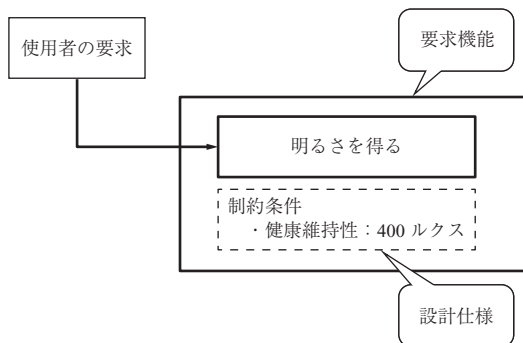 使用者の要求
要求機能
明るさを得る
制約条件
・健康維持性：400 ルクス
設計仕様